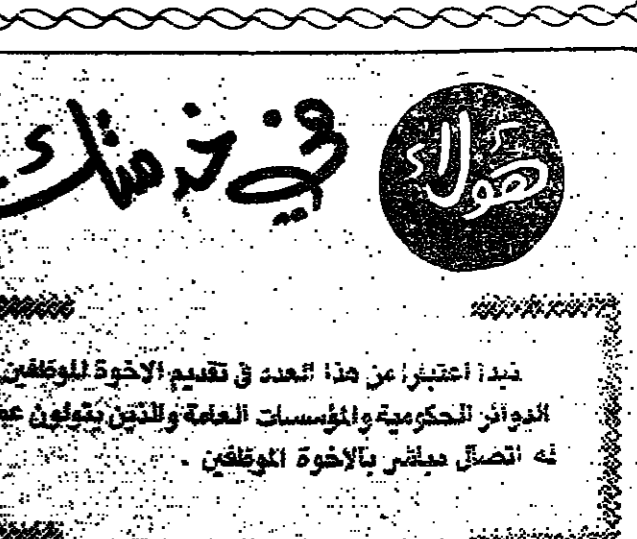 هؤلاء في خدمتك
نبدا اعتبارا من هذا العدد في تقديم الاخوة الموظفين
الدوائر الحكومية والمؤسسات العامة والذين يتولون
له اتصال مباشر بالاخوة الموظفين .